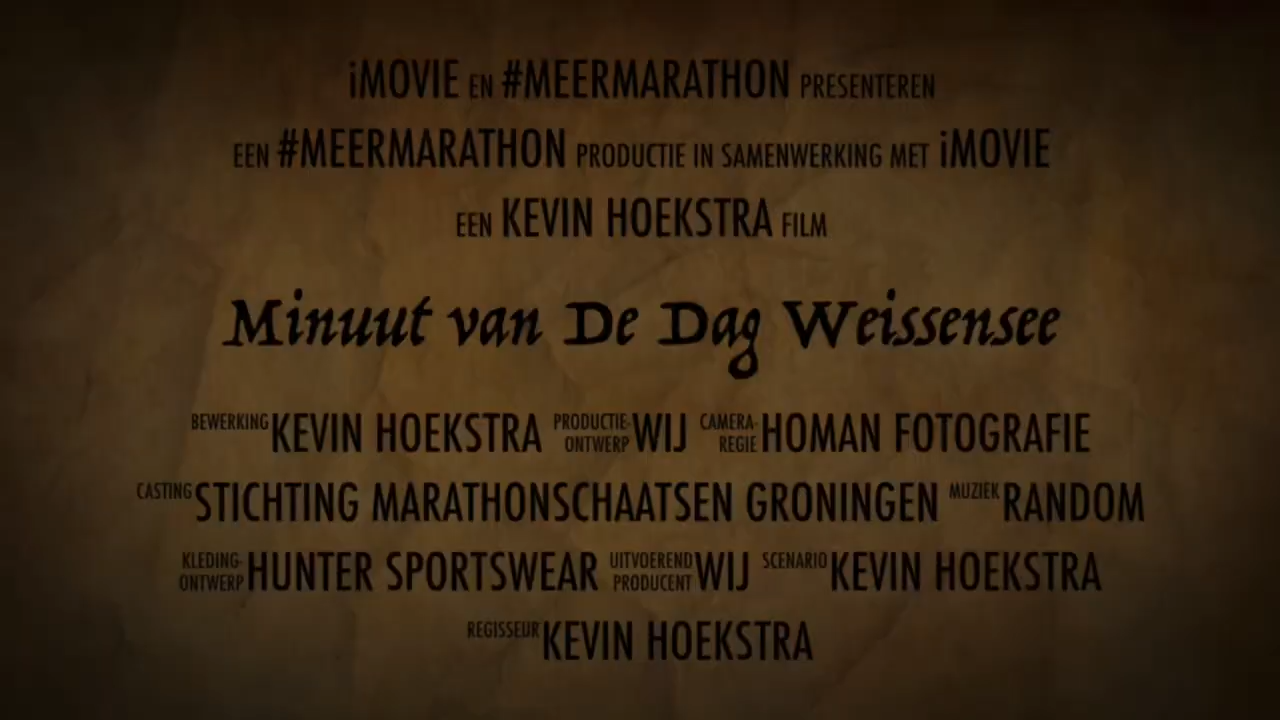 iMOVIE EN #MEERMARATHON PRESENTEREN
EEN #MEERMARATHON PRODUCTIE IN SAMENWERKING MET iMOVIE
EEN KEVIN HOEKSTRA FILM
Minuut van De Dag Weissensee
BEWERKING KEVIN HOEKSTRA PRODUCTIE-ONTWERP WIJ CAMERA-REGIE HOMAN FOTOGRAFIE
CASTING STICHTING MARATHONSCHAATSEN GRONINGEN MUZIEK RANDOM
KLEDING-ONTWERP HUNTER SPORTSWEAR UITVOEREND PRODUCENT WIJ SCENARIO KEVIN HOEKSTRA
REGISSEUR KEVIN HOEKSTRA